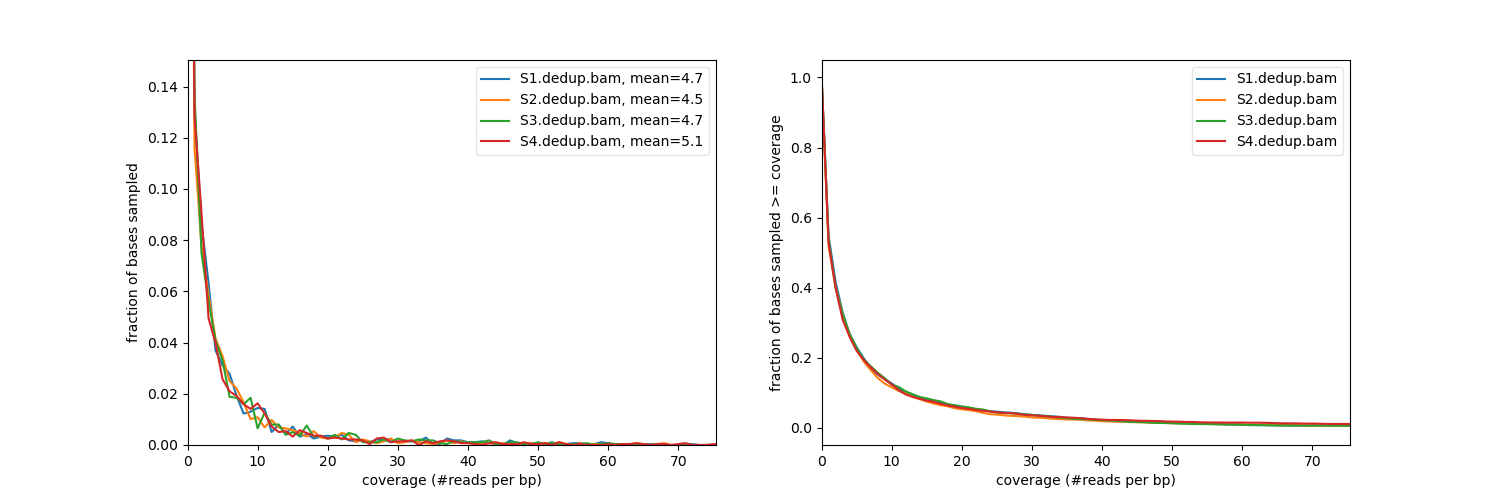 S1.dedup.bam, mean=4.7
S2.dedup.bam, mean=4.5
S3.dedup.bam, mean=4.7
S4.dedup.bam, mean=5.1
fraction of bases sampled
0.14
0.12
0.10
0.08
0.06
0.04
0.02
0.00
0 10 20 30 40 50 60 70
coverage (#reads per bp)
S1.dedup.bam
S2.dedup.bam
S3.dedup.bam
S4.dedup.bam
fraction of bases sampled >= coverage
1.0
0.8
0.6
0.4
0.2
0.0
0 10 20 30 40 50 60 70
coverage (#reads per bp)